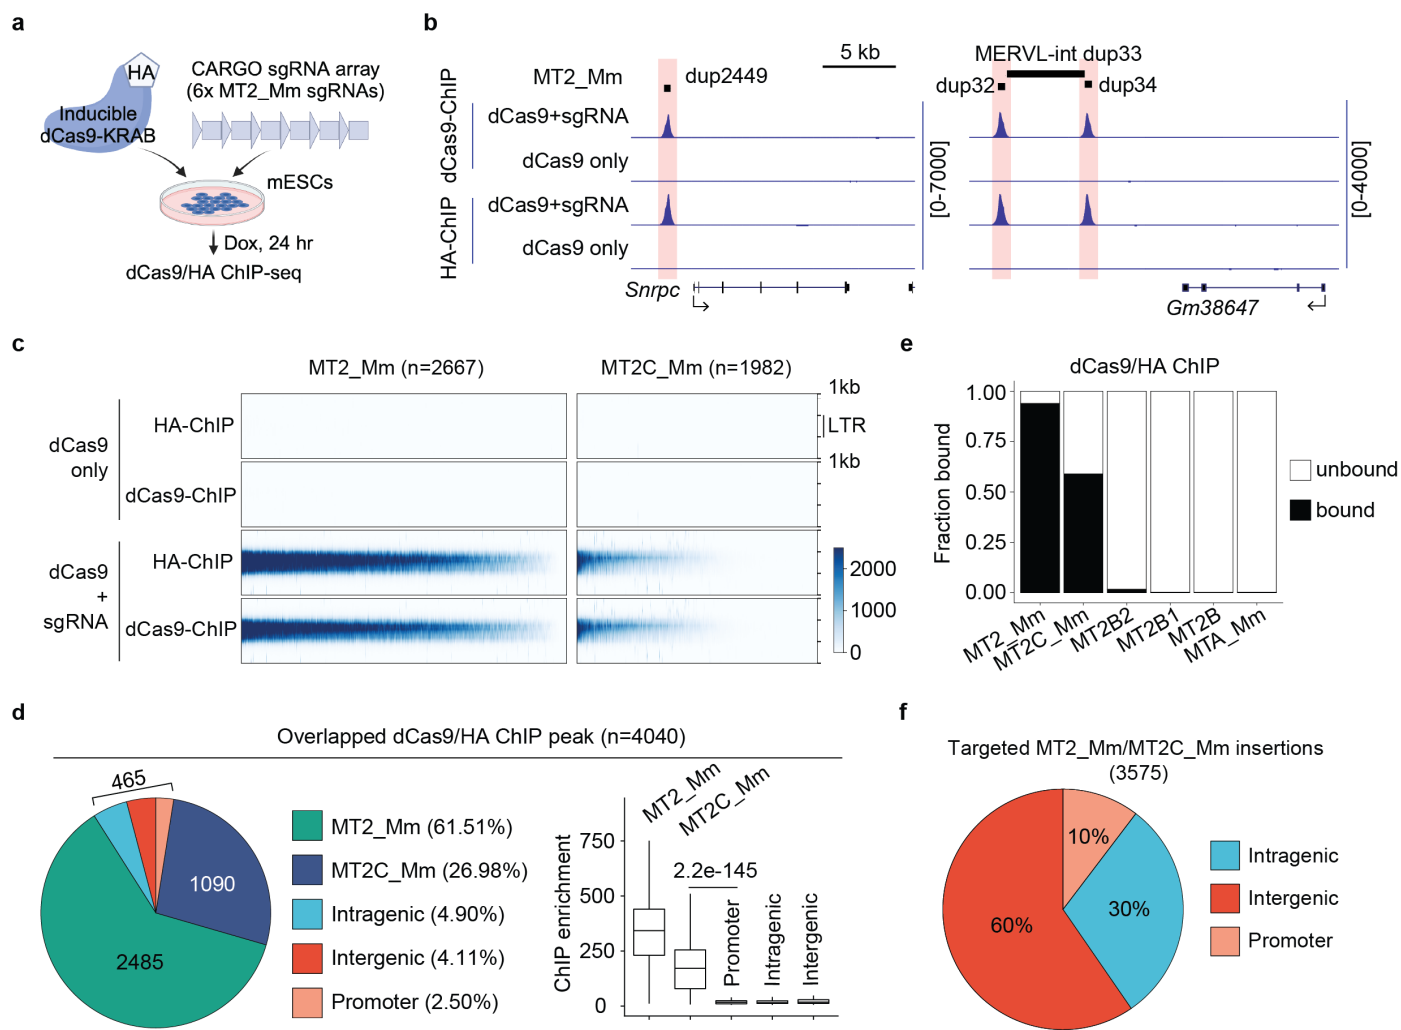 a
HA
Inducible
dCas9-KRAB
CARGO sgRNA array
(6x MT2_Mm sgRNAs)
mESCs
Dox, 24 hr
dCas9/HA ChIP-seq
b
5 kb
MERVL-int dup33
MT2_Mm
dup2449
dup32
dup34
dCas9-ChIP
dCas9+sgRNA
dCas9 only
HA-ChIP
dCas9+sgRNA
dCas9 only
[0-7000]
[0-4000]
Snrpc
Gm38647
c
MT2_Mm (n=2667)
MT2C_Mm (n=1982)
1kb
LTR
1kb
dCas9
only
HA-ChIP
dCas9-ChIP
dCas9
+
sgRNA
HA-ChIP
dCas9-ChIP
2000
1000
0
e
dCas9/HA ChIP
Fraction bound
1.00
0.75
0.50
0.25
0.00
MT2_Mm
MT2C_Mm
MT2B2
MT2B1
MT2B
MTA_Mm
unbound
bound
d
Overlapped dCas9/HA ChIP peak (n=4040)
465
1090
2485
MT2_Mm (61.51%)
MT2C_Mm (26.98%)
Intragenic (4.90%)
Intergenic (4.11%)
Promoter (2.50%)
ChIP enrichment
750
500
250
0
MT2_Mm
MT2C_Mm
2.2e-145
Promoter
Intragenic
Intergenic
f
Targeted MT2_Mm/MT2C_Mm insertions
(3575)
10%
30%
60%
Intragenic
Intergenic
Promoter